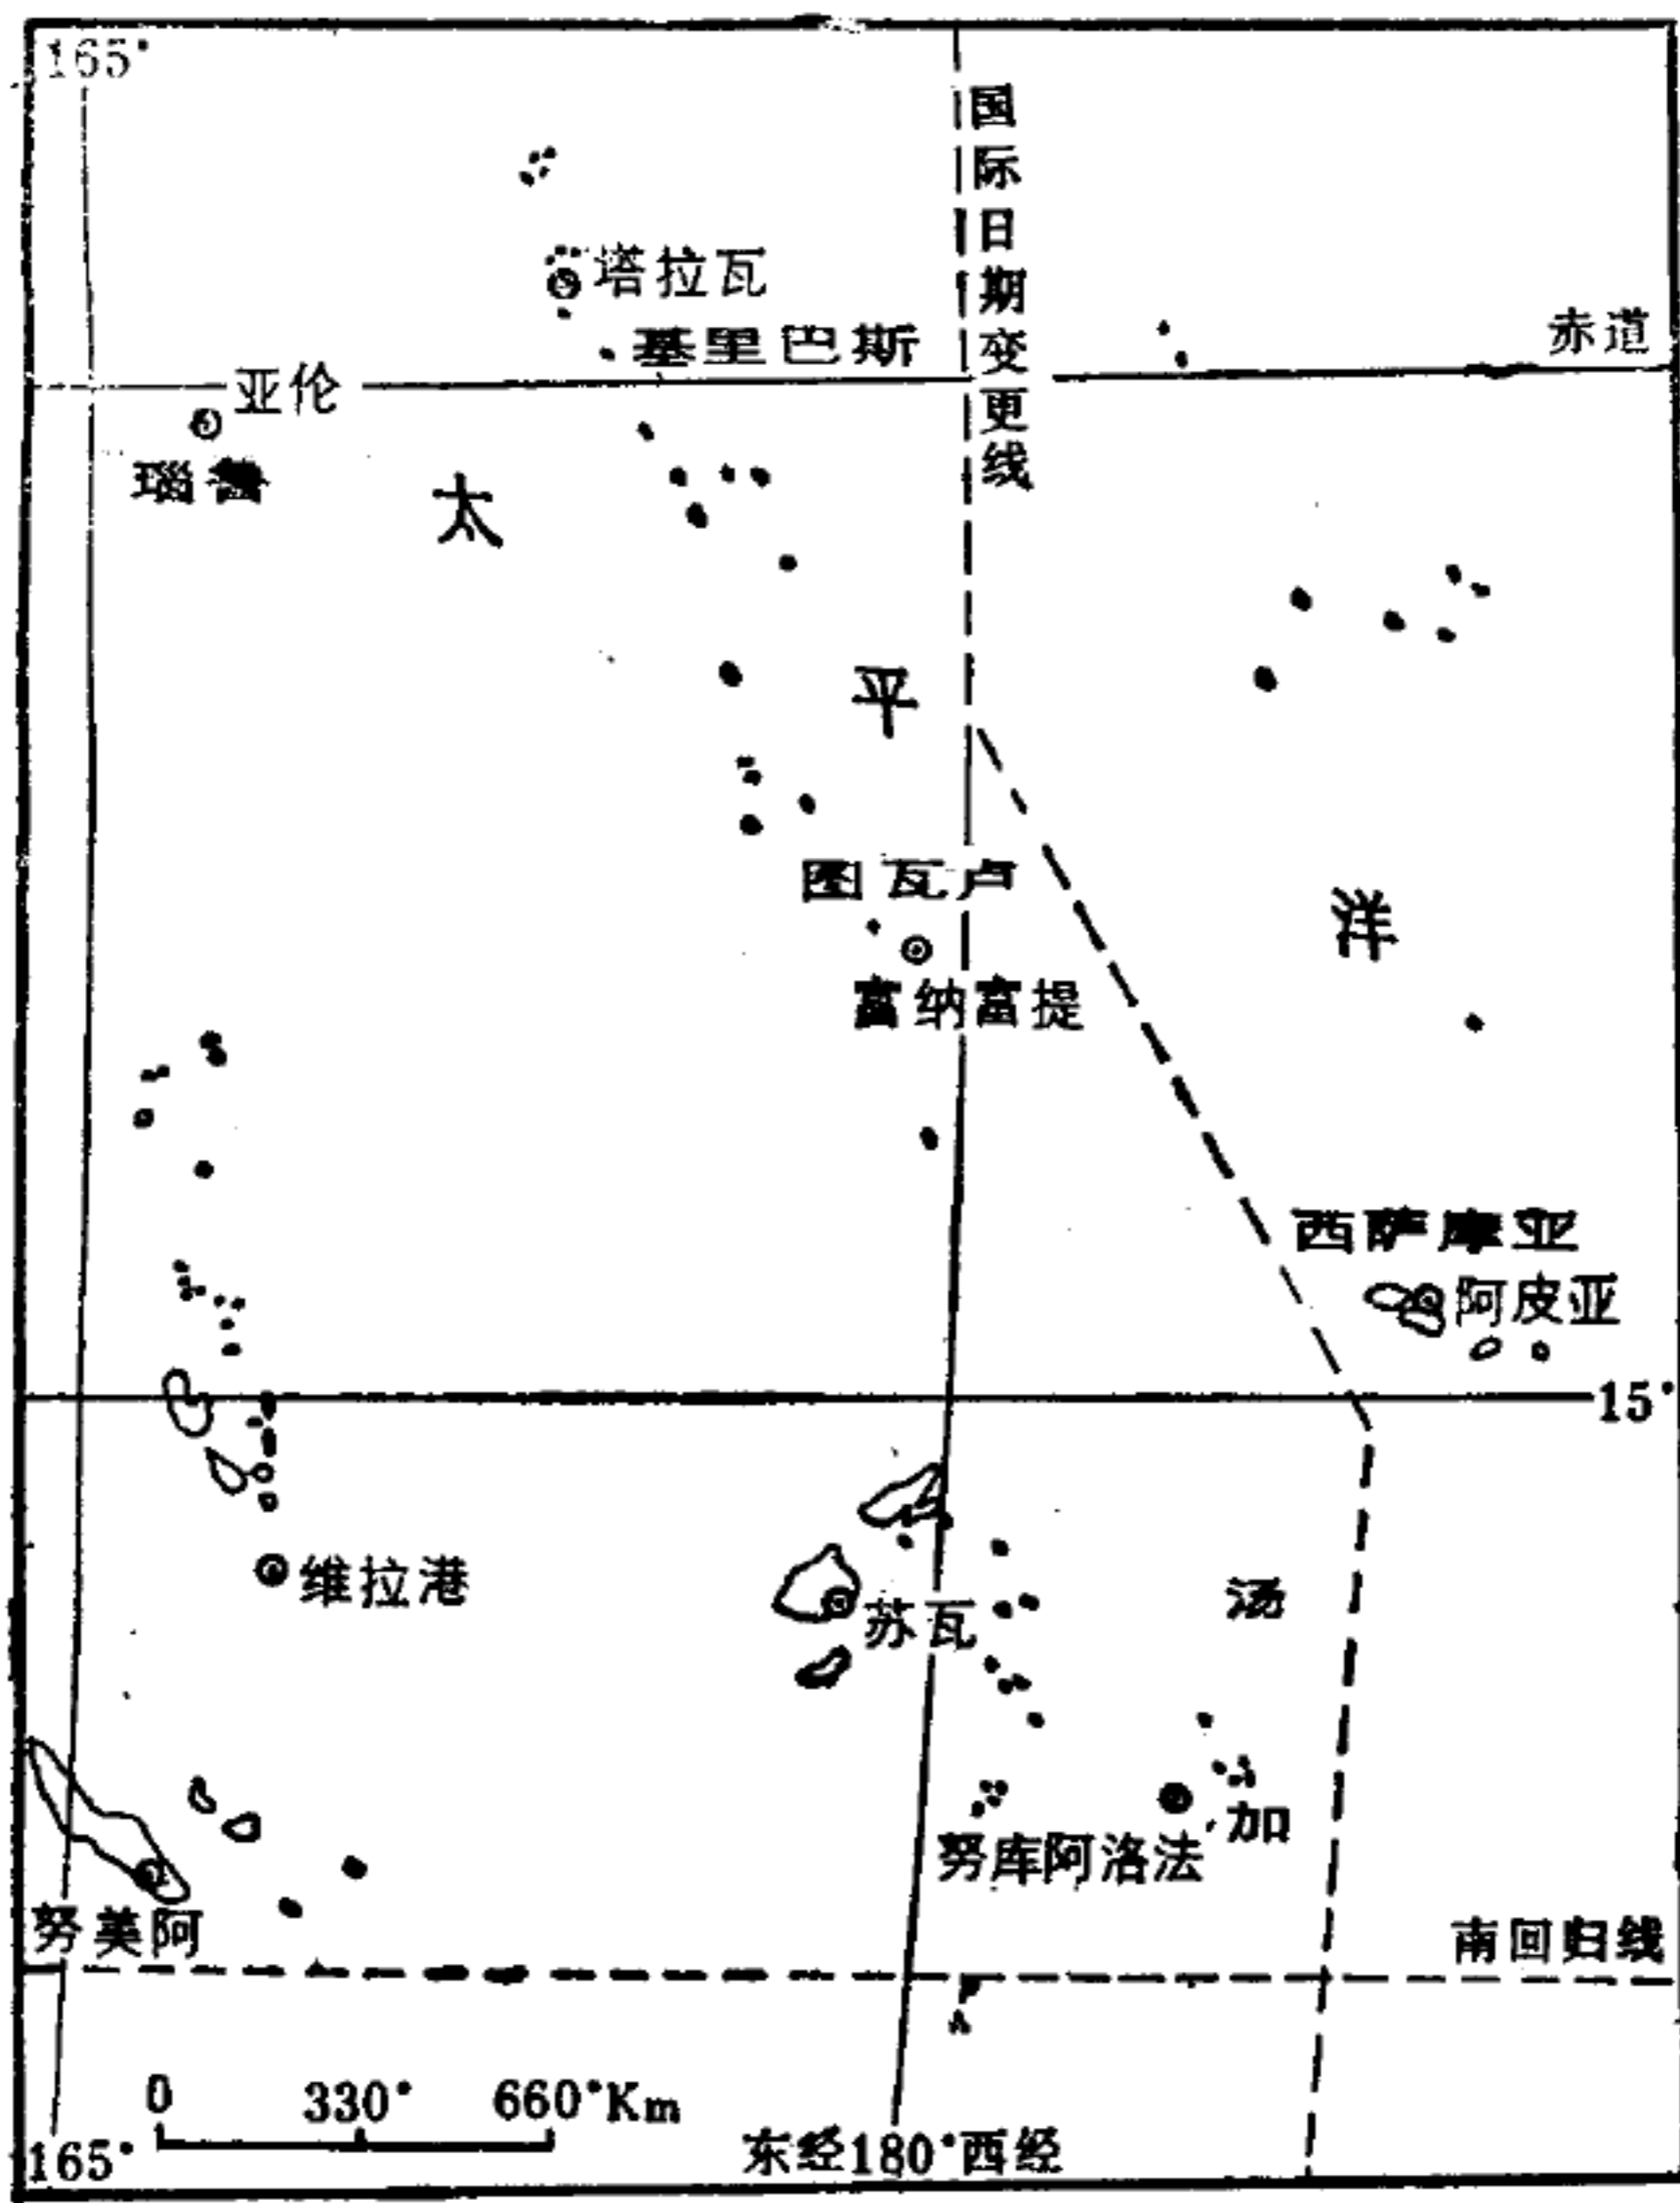 165°
国际日期变更线
塔拉瓦
基里巴斯
赤道
亚伦
瑙鲁
太
平
洋
图瓦卢
富纳富提
西萨摩亚
阿皮亚
15°
维拉港
苏瓦
汤
加
努库阿洛法
努美阿
南回归线
0 330° 660°Km
165°
东经180°西经